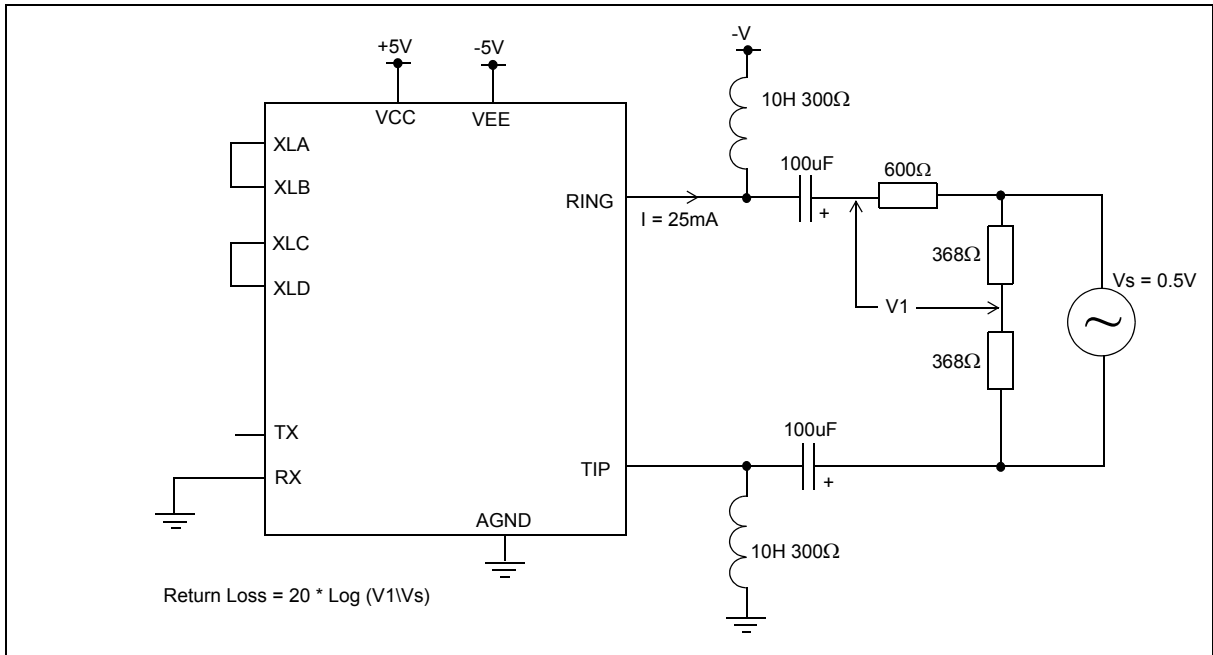 +5V
-5V
-V
VCC
VEE
10H 300Ω
XLA
XLB
XLC
XLD
100uF
600Ω
+
RING
I = 25mA
368Ω
Vs = 0.5V
V1
368Ω
TX
RX
100uF
+
TIP
AGND
10H 300Ω
Return Loss = 20 * Log (V1\Vs)